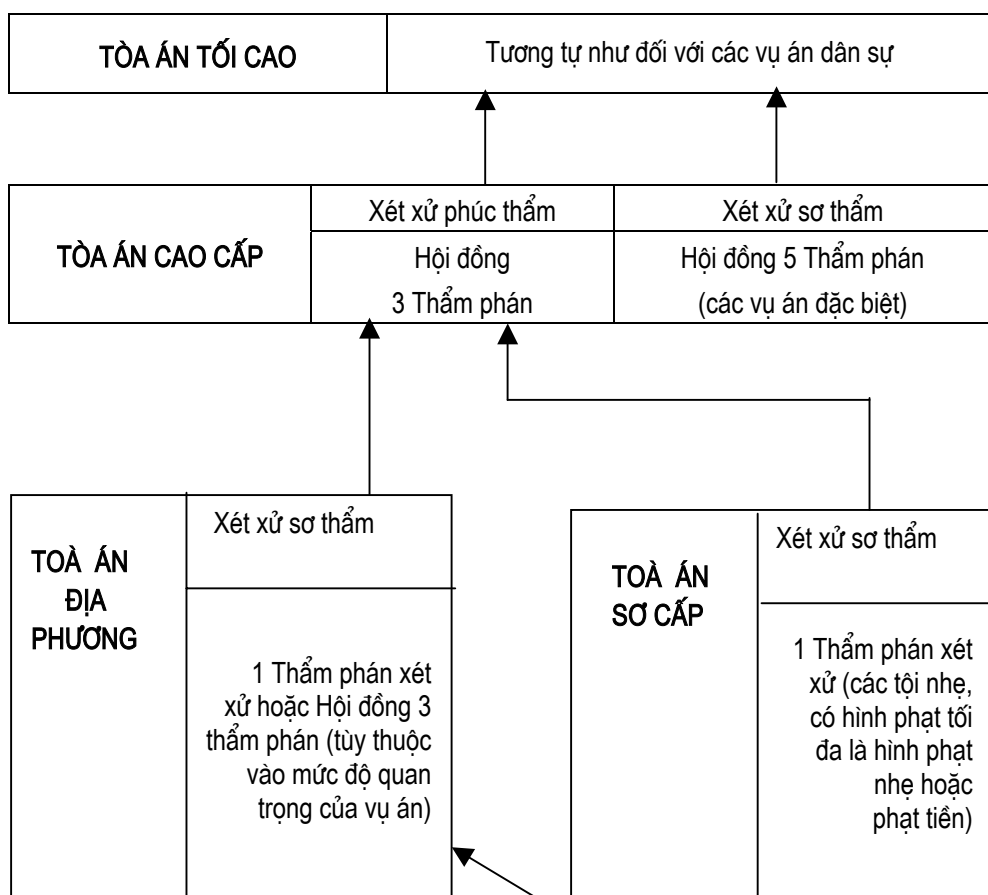 TÒA ÁN TỐI CAO
Tương tự như đối với các vụ án dân sự
TÒA ÁN CAO CẤP
Xét xử phúc thẩm
Hội đồng
3 Thẩm phán
Xét xử sơ thẩm
Hội đồng 5 Thẩm phán
(các vụ án đặc biệt)
TOÀ ÁN
ĐỊA
PHƯƠNG
Xét xử sơ thẩm
1 Thẩm phán xét
xử hoặc Hội đồng 3
thẩm phán (tùy thuộc
vào mức độ quan
trọng của vụ án)
TOÀ ÁN
SƠ CẤP
Xét xử sơ thẩm
1 Thẩm phán xét
xử (các tội nhẹ,
có hình phạt tối
đa là hình phạt
nhẹ hoặc
phạt tiền)